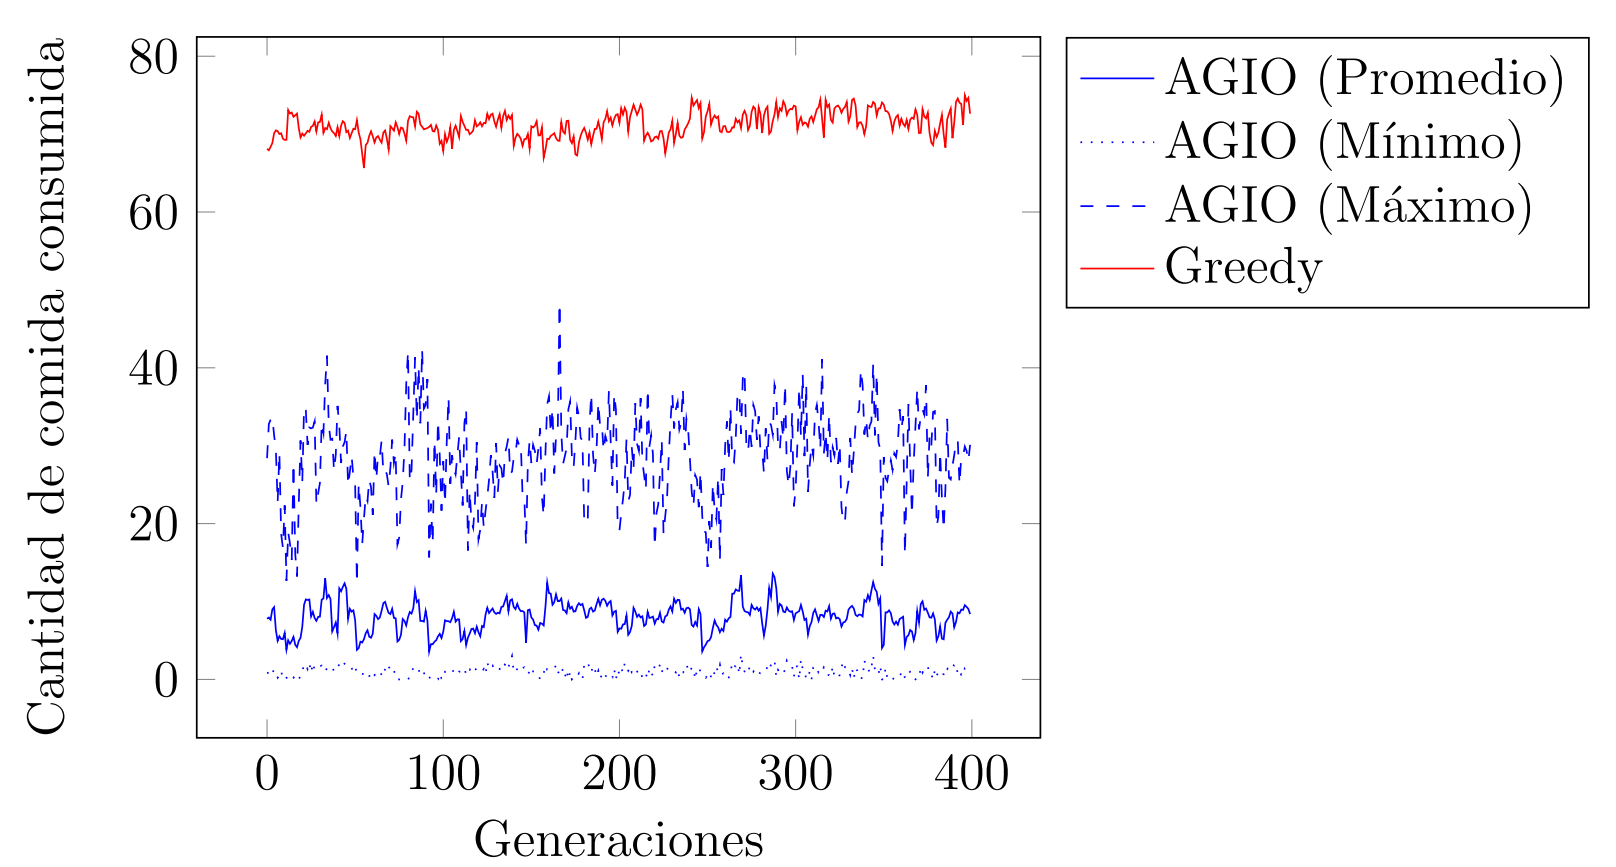 Cantidad de comida consumida
80
60
40
20
0
0 100 200 300 400
Generaciones
AGIO (Promedio)
AGIO (Mínimo)
AGIO (Máximo)
Greedy